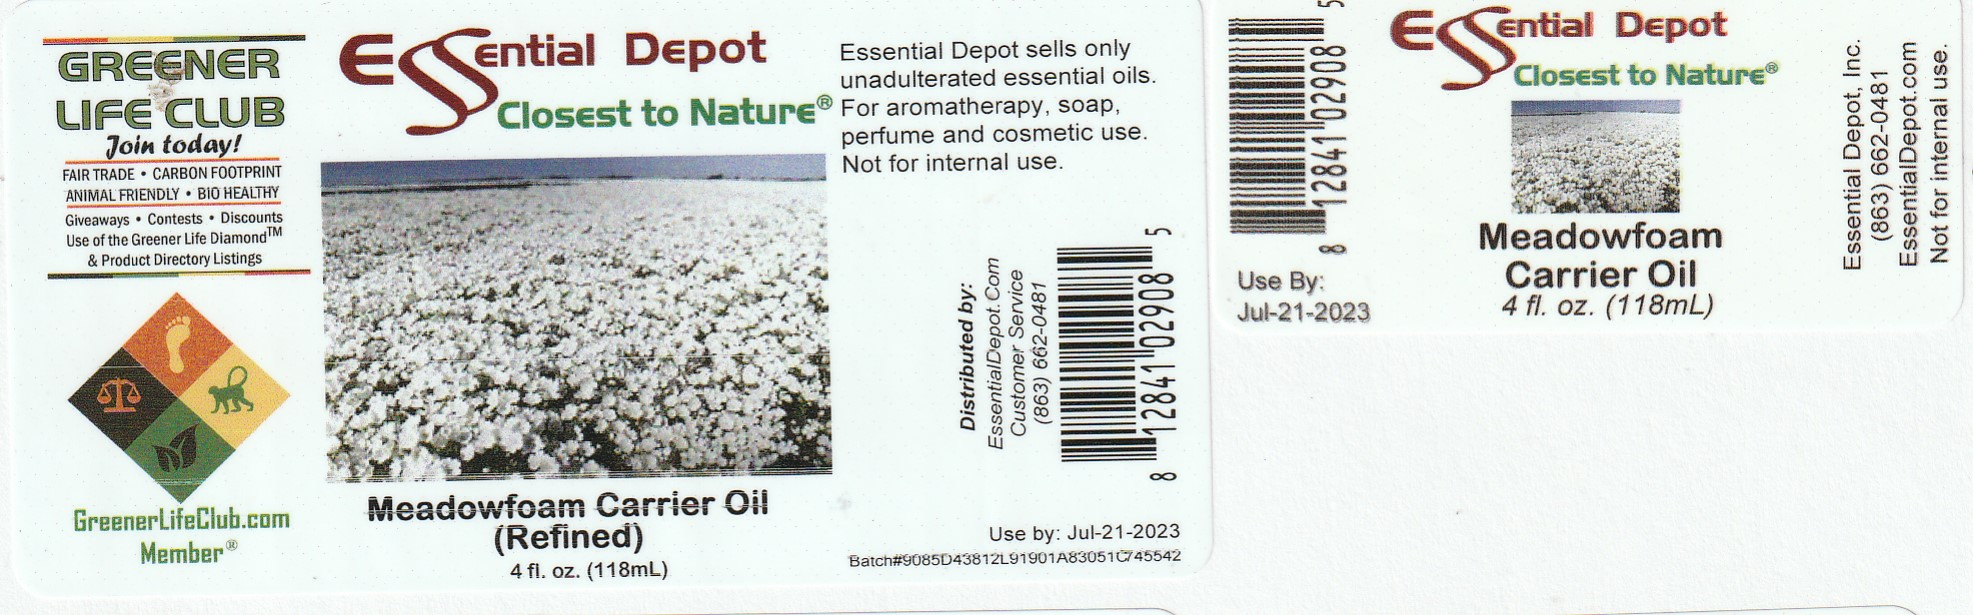 GREENER
LIFE CLUB
Join today!
FAIR TRADE • CARBON FOOTPRINT
ANIMAL FRIENDLY • BIO HEALTHY
Giveaways • Contests • Discounts
Use of the Greener Life Diamond™
& Product Directory Listings
GreenerLifeClub.com
Member®
Essential Depot
Closest to Nature®
Meadowfoam Carrier Oil
(Refined)
4 fl. oz. (118mL)
Essential Depot sells only
unadulterated essential oils.
For aromatherapy, soap,
perfume and cosmetic use.
Not for internal use.
Distributed by:
EssentialDepot.Com
Customer Service
(863) 662-0481
8 12841 02908 5
Use by: Jul-21-2023
Batch#9085D43812L91901A83051C745542
8 12841 02908 5
Use By:
Jul-21-2023
Essential Depot
Closest to Nature®
Meadowfoam
Carrier Oil
4 fl. oz. (118mL)
Essential Depot, Inc.
(863) 662-0481
EssentialDepot.com
Not for internal use.